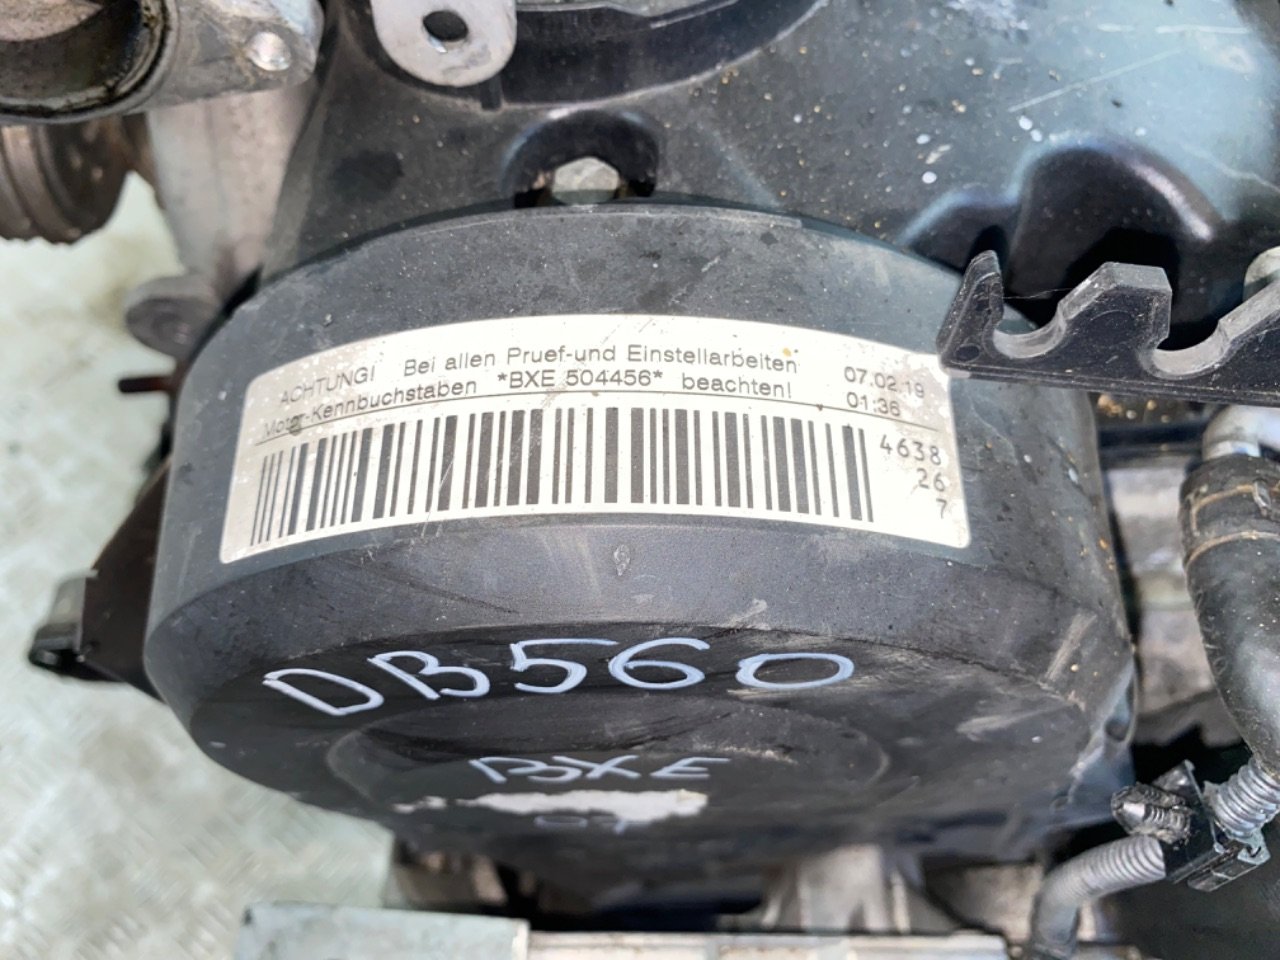 ACHTUNG! Bei allen Pruef-und Einstellarbeiten
Motor-Kennbuchstaben *BXE 504456* beachten!
07.02.19
01:36
4638
26
7
DB560
BXE